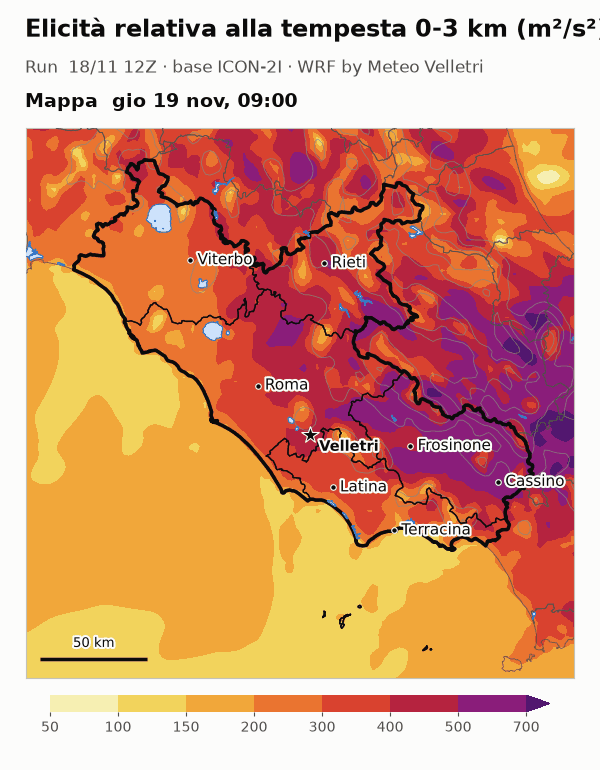 Elicità relativa alla tempesta 0-3 km (m²/s²)
Run 18/11 12Z · base ICON-2I · WRF by Meteo Velletri
Mappa gio 19 nov, 09:00
Viterbo
Rieti
Roma
Velletri
Frosinone
Latina
Cassino
Terracina
50 km
50 100 150 200 300 400 500 700